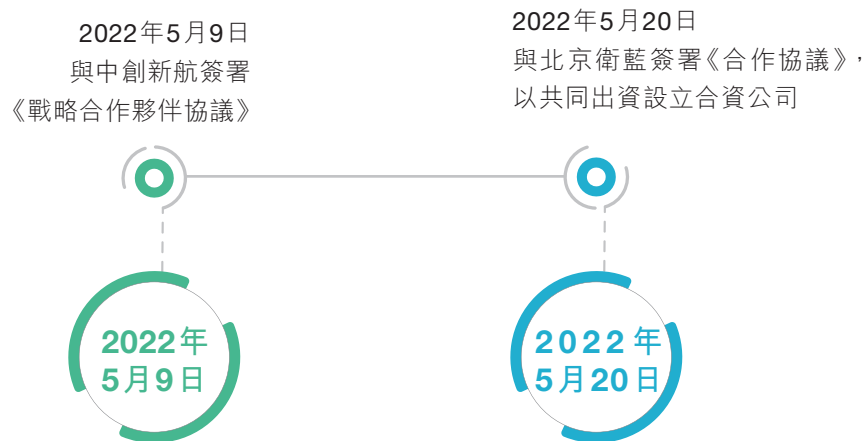 2022年5月9日
與中創新航簽署
《戰略合作夥伴協議》
2022年5月20日
與北京衛藍簽署《合作協議》，
以共同出資設立合資公司
2022年
5月9日
2022年
5月20日